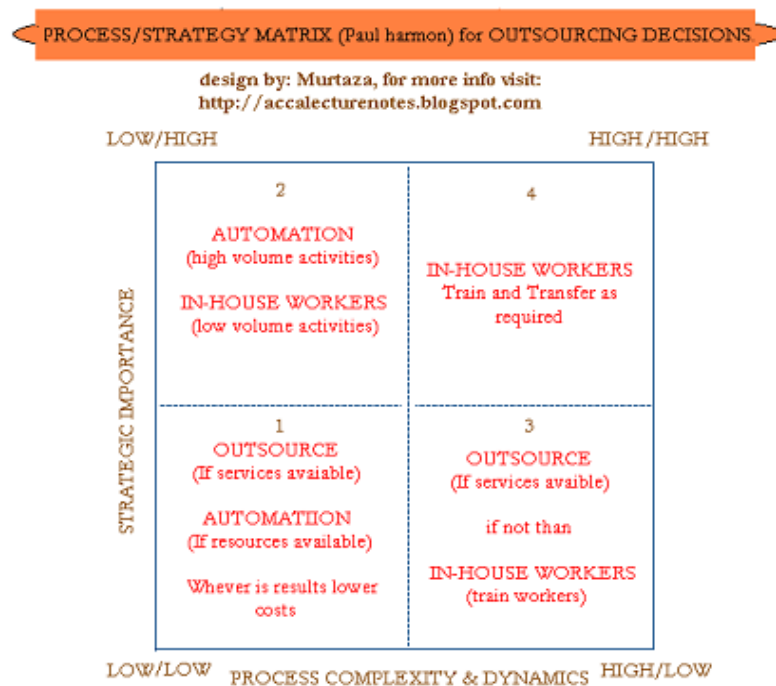 PROCESS/STRATEGY MATRIX (Paul harmon) for OUTSOURCING DECISIONS
design by: Murtaza, for more info visit:
http://accalecturenotes.blogspot.com
LOW/HIGH
HIGH/HIGH
STRATEGIC IMPORTANCE
2
AUTOMATION
(high volume activities)
IN-HOUSE WORKERS
(low volume activities)
4
IN-HOUSE WORKERS
Train and Transfer as
required
1
OUTSOURCE
(If services avaiable)
AUTOMATIION
(If resources available)
Whever is results lower
costs
3
OUTSOURCE
(If services avaible)
if not than
IN-HOUSE WORKERS
(train workers)
LOW/LOW
PROCESS COMPLEXITY & DYNAMICS
HIGH/LOW